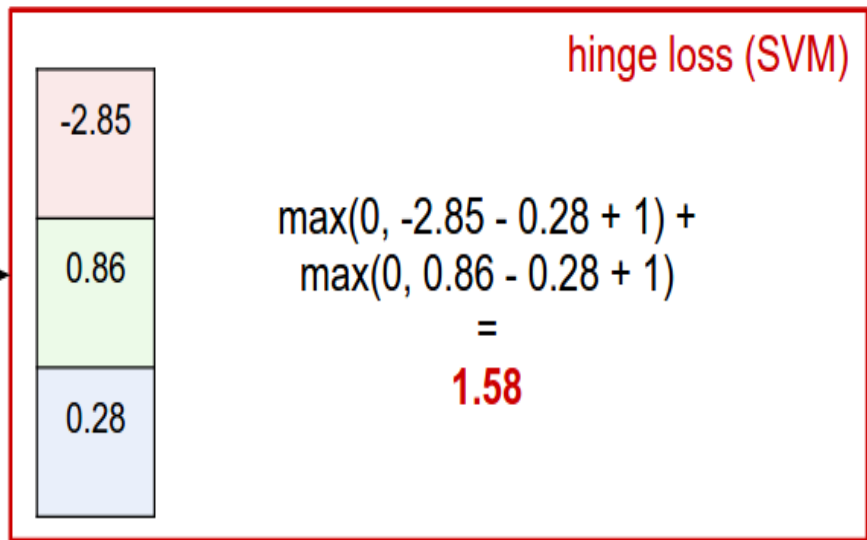 hinge loss (SVM)
-2.85
0.86
0.28
max(0, -2.85 - 0.28 + 1) +
max(0, 0.86 - 0.28 + 1)
=
1.58